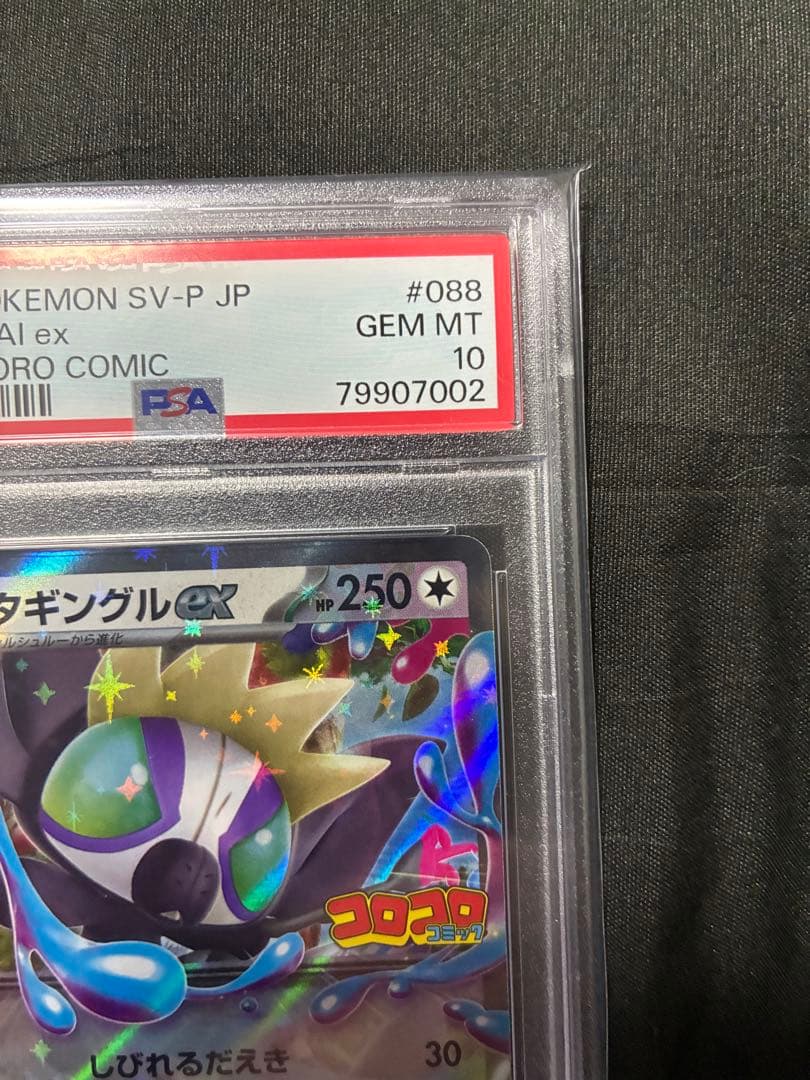 OKEMON SV-P JP #088
AI ex GEM MT
ORO COMIC 10
PSA 79907002
タギングルex HP 250
ルシュルーから進化
コロコロ
コミック
しびれるだえき 30